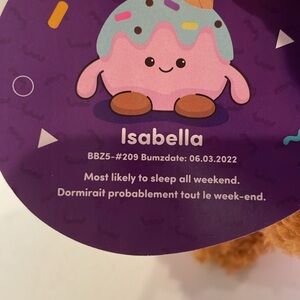 Isabella
BBZ5-#209 Bumzdate: 06.03.2022
Most likely to sleep all weekend.
Dormirait probablement tout le week-end.